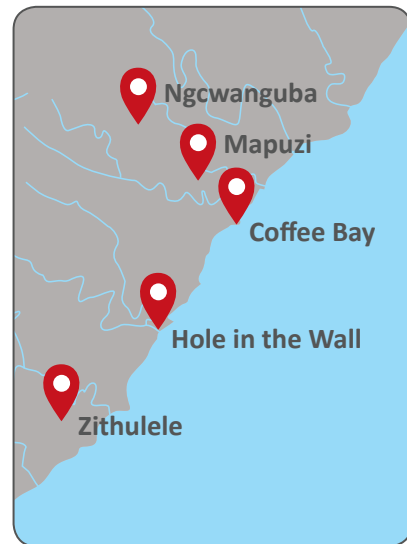 Ngcwanguba
Mapuzi
Coffee Bay
Hole in the Wall
Zithulele